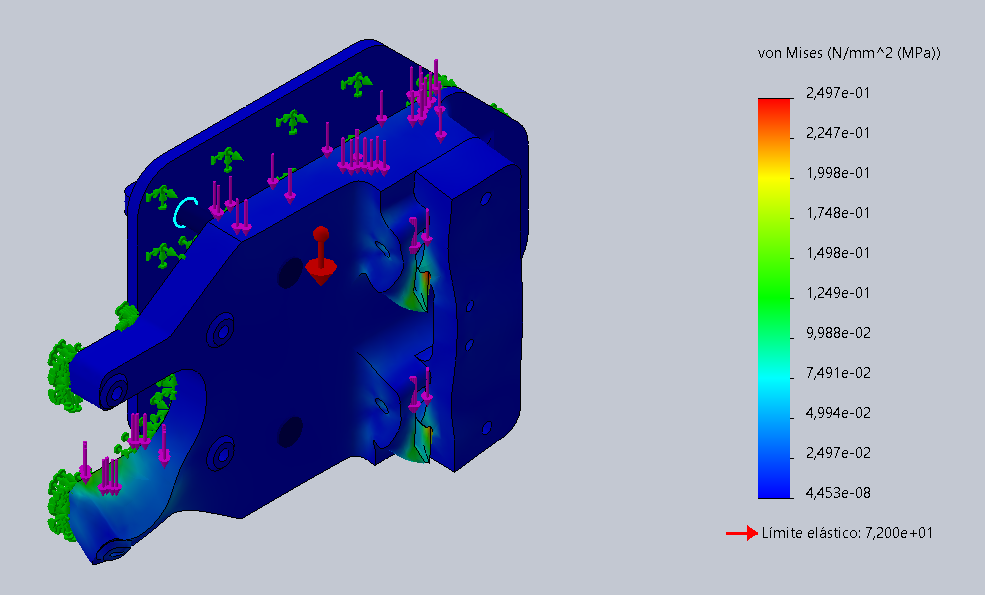 von Mises (N/mm^2 (MPa))
2,497e-01
2,247e-01
1,998e-01
1,748e-01
1,498e-01
1,249e-01
9,988e-02
7,491e-02
4,994e-02
2,497e-02
4,453e-08
Límite elástico: 7,200e+01